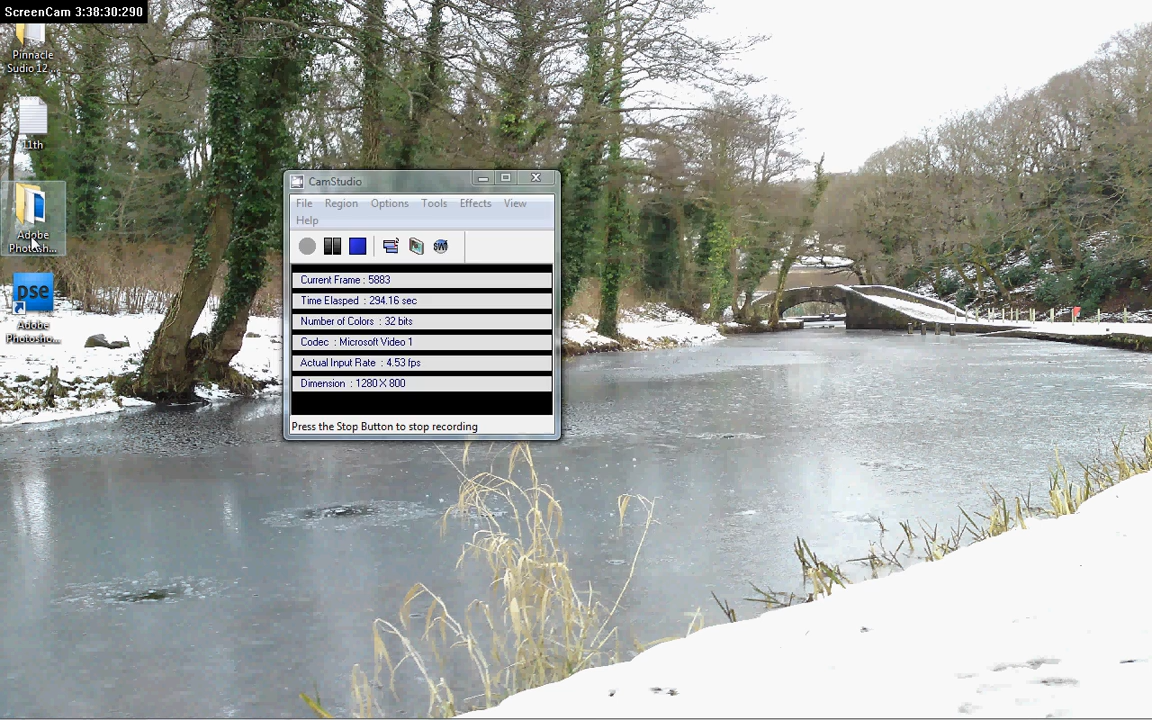 ScreenCam 3:38:30:290
Pinnacle
Sudio 12 ...
11th
Adobe
Photosh...
pse
Adobe
Photosho...
CamStudio
File Region Options Tools Effects View
Help
SWF
Current Frame : 5883
Time Elasped : 294.16 sec
Number of Colors : 32 bits
Codec : Microsoft Video 1
Actual Input Rate : 4.53 fps
Dimension : 1280 X 800
Press the Stop Button to stop recording